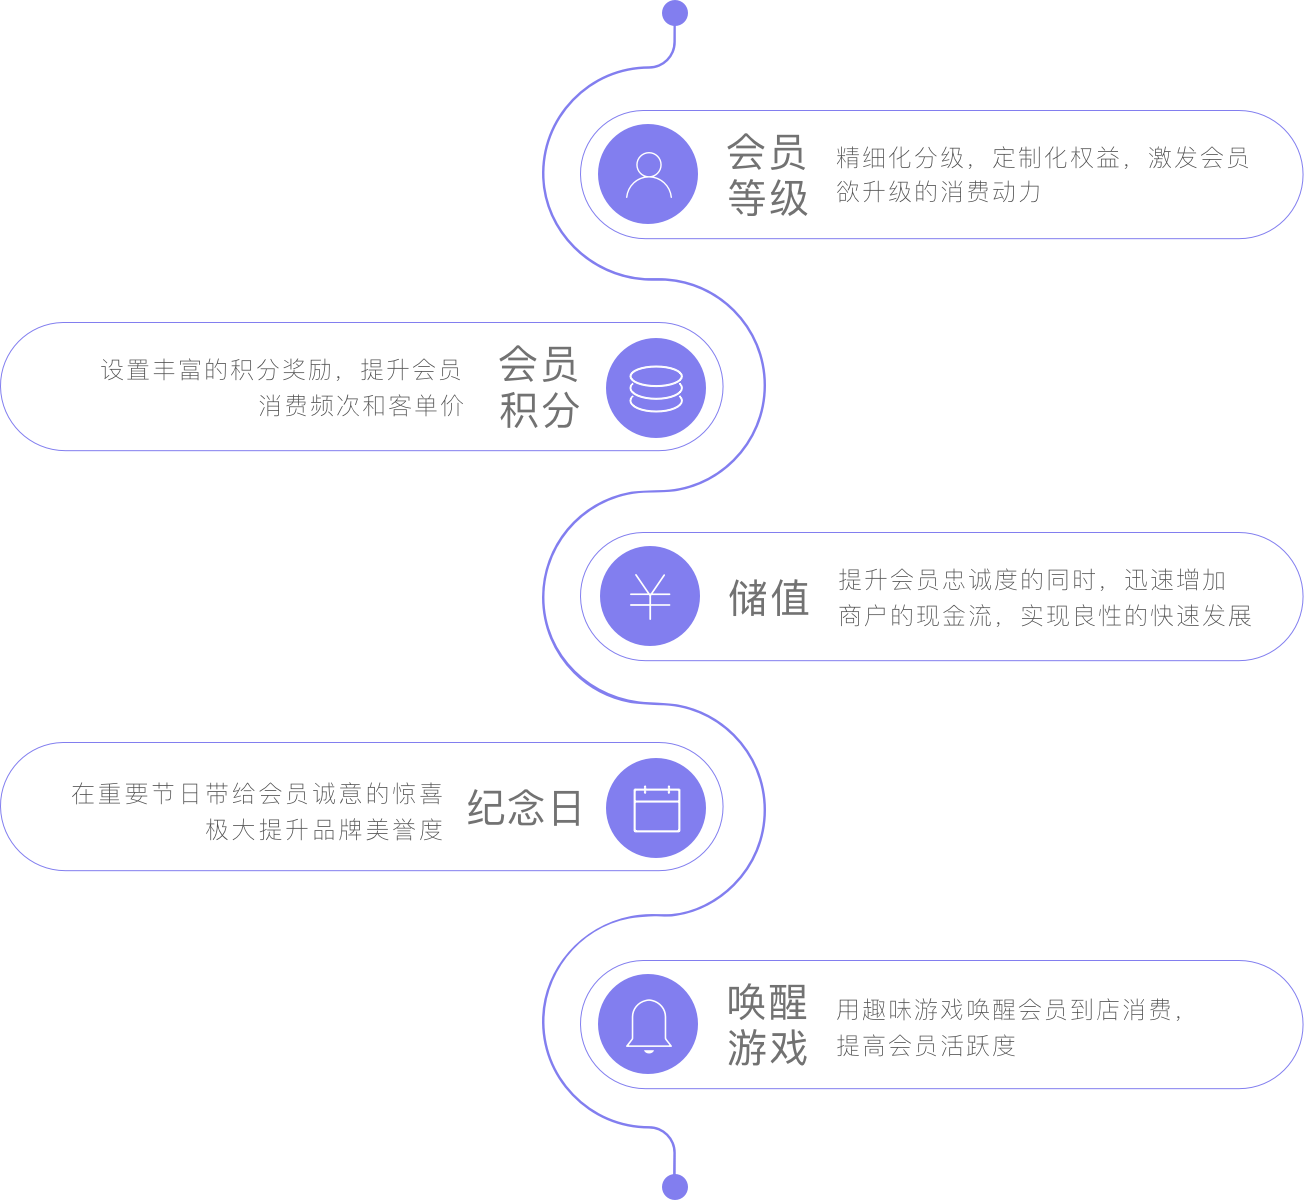 会员
等级
精细化分级，定制化权益，激发会员
欲升级的消费动力
设置丰富的积分奖励，提升会员
消费频次和客单价
会员
积分
储值
提升会员忠诚度的同时，迅速增加
商户的现金流，实现良性的快速发展
在重要节日带给会员诚意的惊喜
极大提升品牌美誉度
纪念日
唤醒
游戏
用趣味游戏唤醒会员到店消费，
提高会员活跃度